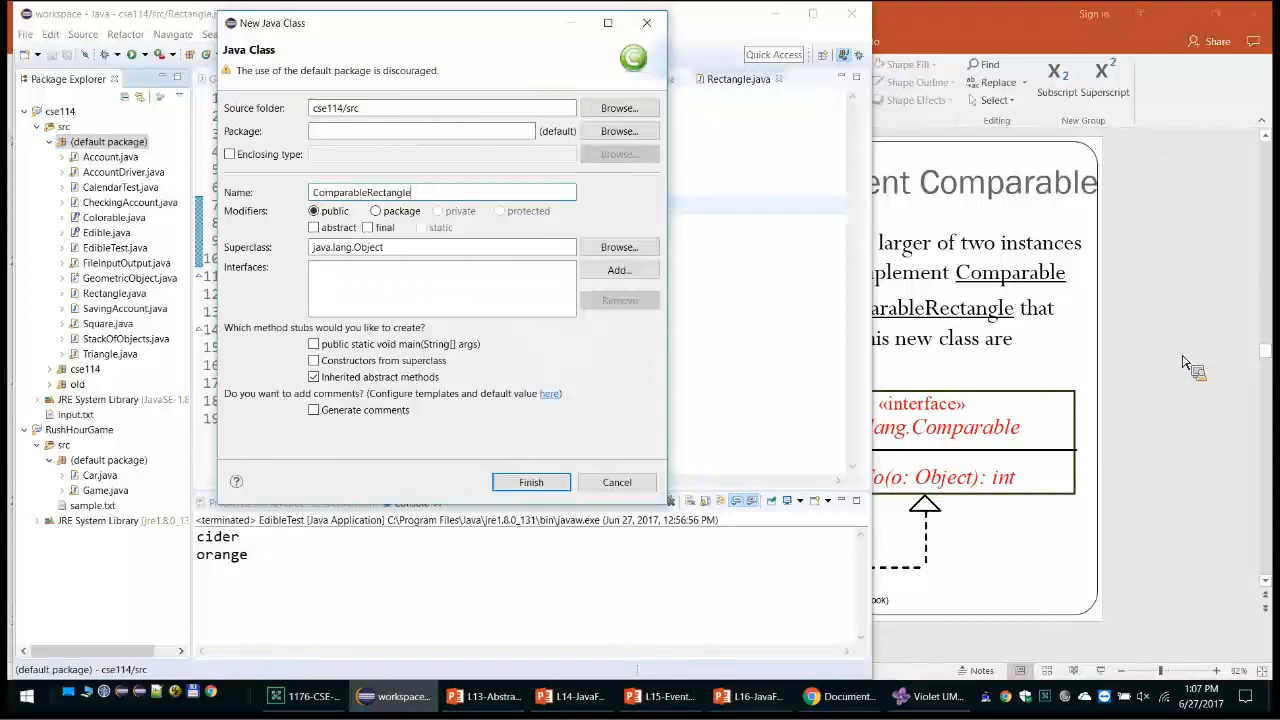 workspace - Java - cse114/src/Rectangle.java
File Edit Source Refactor Navigate
Quick Access
Package Explorer
cse114
src
(default package)
Account.java
AccountDriver.java
CalendarTest.java
CheckingAccount.java
Colorable.java
Edible.java
EdibleTest.java
FileInputOutput.java
GeometricObject.java
Rectangle.java
SavingAccount.java
Square.java
StackOfObjects.java
Triangle.java
cse114
old
JRE System Library [JavaSE-1.8
input.txt
RushHourGame
src
(default package)
Car.java
Game.java
sample.txt
JRE System Library [jre1.8.0_131
(default package) - cse114/src
New Java Class
Java Class
The use of the default package is discouraged.
Source folder: cse114/src Browse...
Package: (default) Browse...
Enclosing type: Browse...
Name: ComparableRectangle
Modifiers: public package private protected
abstract final static
Superclass: java.lang.Object Browse...
Interfaces: Add...
Remove
Which method stubs would you like to create?
public static void main(String[] args)
Constructors from superclass
Inherited abstract methods
Do you want to add comments? (Configure templates and default value here)
Generate comments
Finish Cancel
Rectangle.java
<terminated> EdibleTest [Java Application] C:\Program Files\Java\jre1.8.0_131\bin\javaw.exe (Jun 27, 2017, 12:56:56 PM)
cider
orange
Sign in
Share
Shape Fill
Shape Outline
Shape Effects
Find
Replace
Select
Editing
Subscript Superscript
New Group
ent Comparable
larger of two instances
plement Comparable
arableRectangle that
his new class are
«interface»
lang.Comparable
To(o: Object): int
ook)
Notes 82%
1176-CSE-... workspace... L13-Abstra... L14-JavaF... L15-Event... L16-JavaF... Document... Violet UM... 1:07 PM
6/27/2017